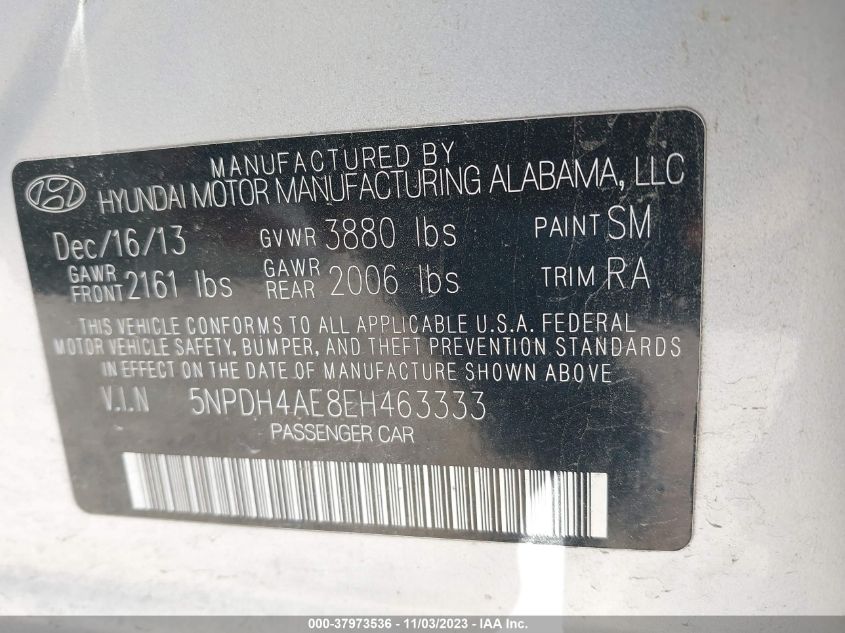 MANUFACTURED BY
HYUNDAI MOTOR MANUFACTURING ALABAMA, LLC
Dec/16/13 GVWR 3880 lbs PAINT SM
GAWR FRONT 2161 lbs GAWR REAR 2006 lbs TRIM RA
THIS VEHICLE CONFORMS TO ALL APPLICABLE U.S.A. FEDERAL
MOTOR VEHICLE SAFETY, BUMPER, AND THEFT PREVENTION STANDARDS
IN EFFECT ON THE DATE OF MANUFACTURE SHOWN ABOVE
V.I.N 5NPDH4AE8EH463333
PASSENGER CAR
000-37973536 - 11/03/2023 - IAA Inc.